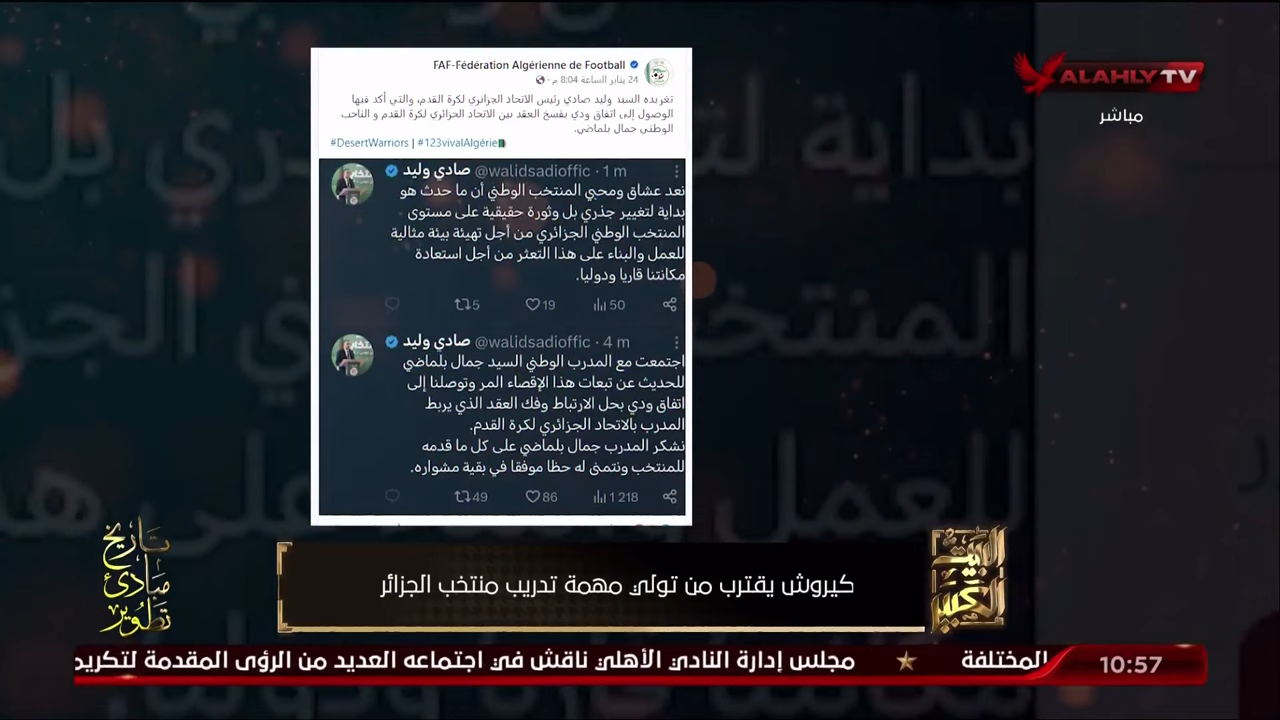 ALAHLY TV
مباشر
FAF-Fédération Algérienne de Football
24 يناير الساعة 8:04 م ·
تغريدة السيد وليد صادي رئيس الاتحاد الجزائري لكرة القدم، والتي أكد فيها
الوصول إلى اتفاق ودي بفسخ العقد بين الاتحاد الجزائري لكرة القدم و الناخب
الوطني جمال بلماضي.
#DesertWarriors | #123vivalAlgérie
صادي وليد @walidsadioffic · 1 m
نعد عشاق ومحبي المنتخب الوطني أن ما حدث هو
بداية لتغيير جذري بل وثورة حقيقية على مستوى
المنتخب الوطني الجزائري من أجل تهيئة بيئة مثالية
للعمل والبناء على هذا التعثر من أجل استعادة
مكانتنا قاريا ودوليا.
5 19 50
صادي وليد @walidsadioffic · 4 m
اجتمعت مع المدرب الوطني السيد جمال بلماضي
للحديث عن تبعات هذا الإقصاء المر وتوصلنا إلى
اتفاق ودي بحل الارتباط وفك العقد الذي يربط
المدرب بالاتحاد الجزائري لكرة القدم.
نشكر المدرب جمال بلماضي على كل ما قدمه
للمنتخب ونتمنى له حظا موفقا في بقية مشواره.
49 86 1 218
البيت
الكبير
كيروش يقترب من تولي مهمة تدريب منتخب الجزائر
تاريخ
مبادئ
تطوير
10:57
المختلفة ★ مجلس إدارة النادي الأهلي ناقش في اجتماعه العديد من الرؤى المقدمة لتكريم